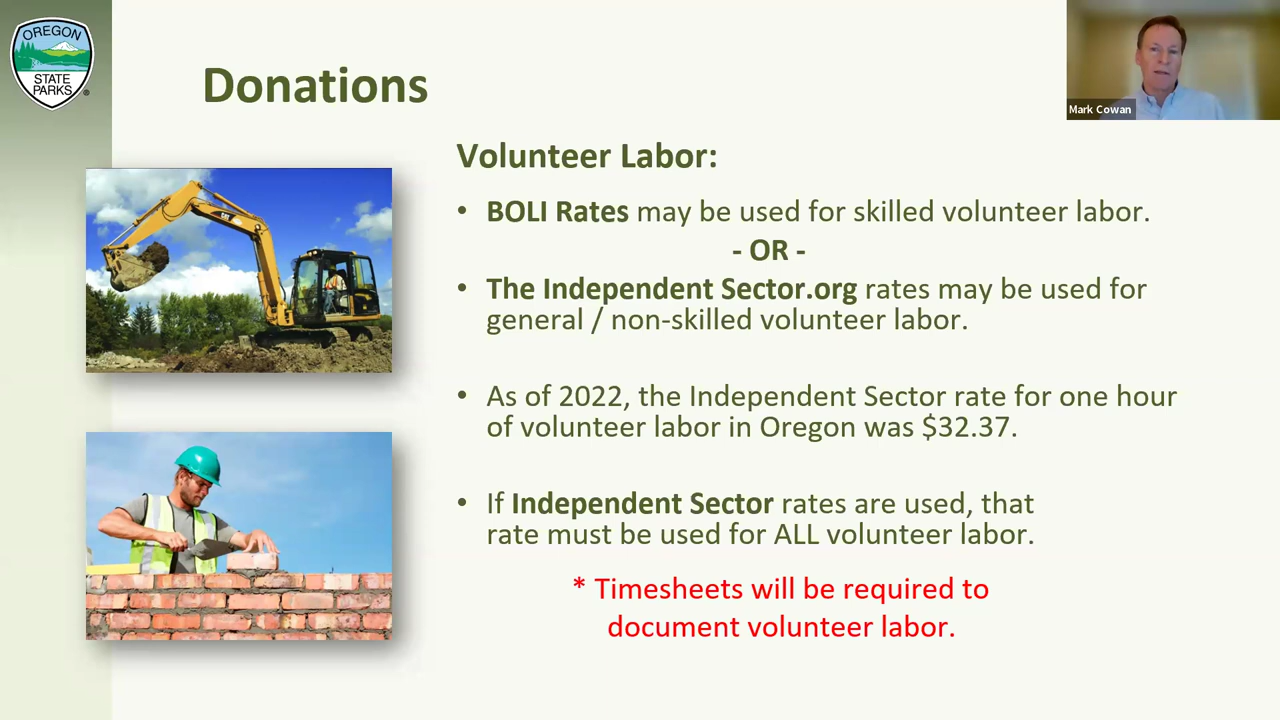 OREGON
STATE
PARKS
Donations
Mark Cowan
Volunteer Labor:
• BOLI Rates may be used for skilled volunteer labor.
- OR -
• The Independent Sector.org rates may be used for
general / non-skilled volunteer labor.
• As of 2022, the Independent Sector rate for one hour
of volunteer labor in Oregon was $32.37.
• If Independent Sector rates are used, that
rate must be used for ALL volunteer labor.
* Timesheets will be required to
document volunteer labor.
CAT